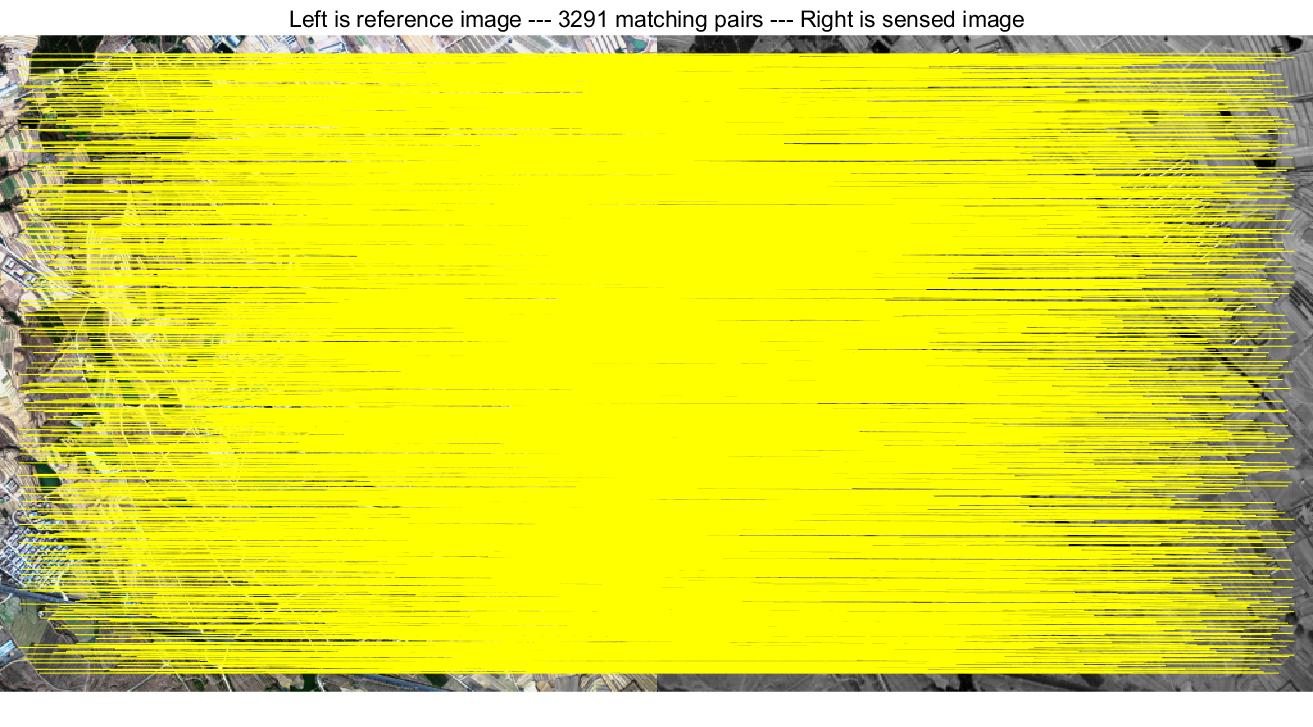 Left is reference image --- 3291 matching pairs --- Right is sensed image